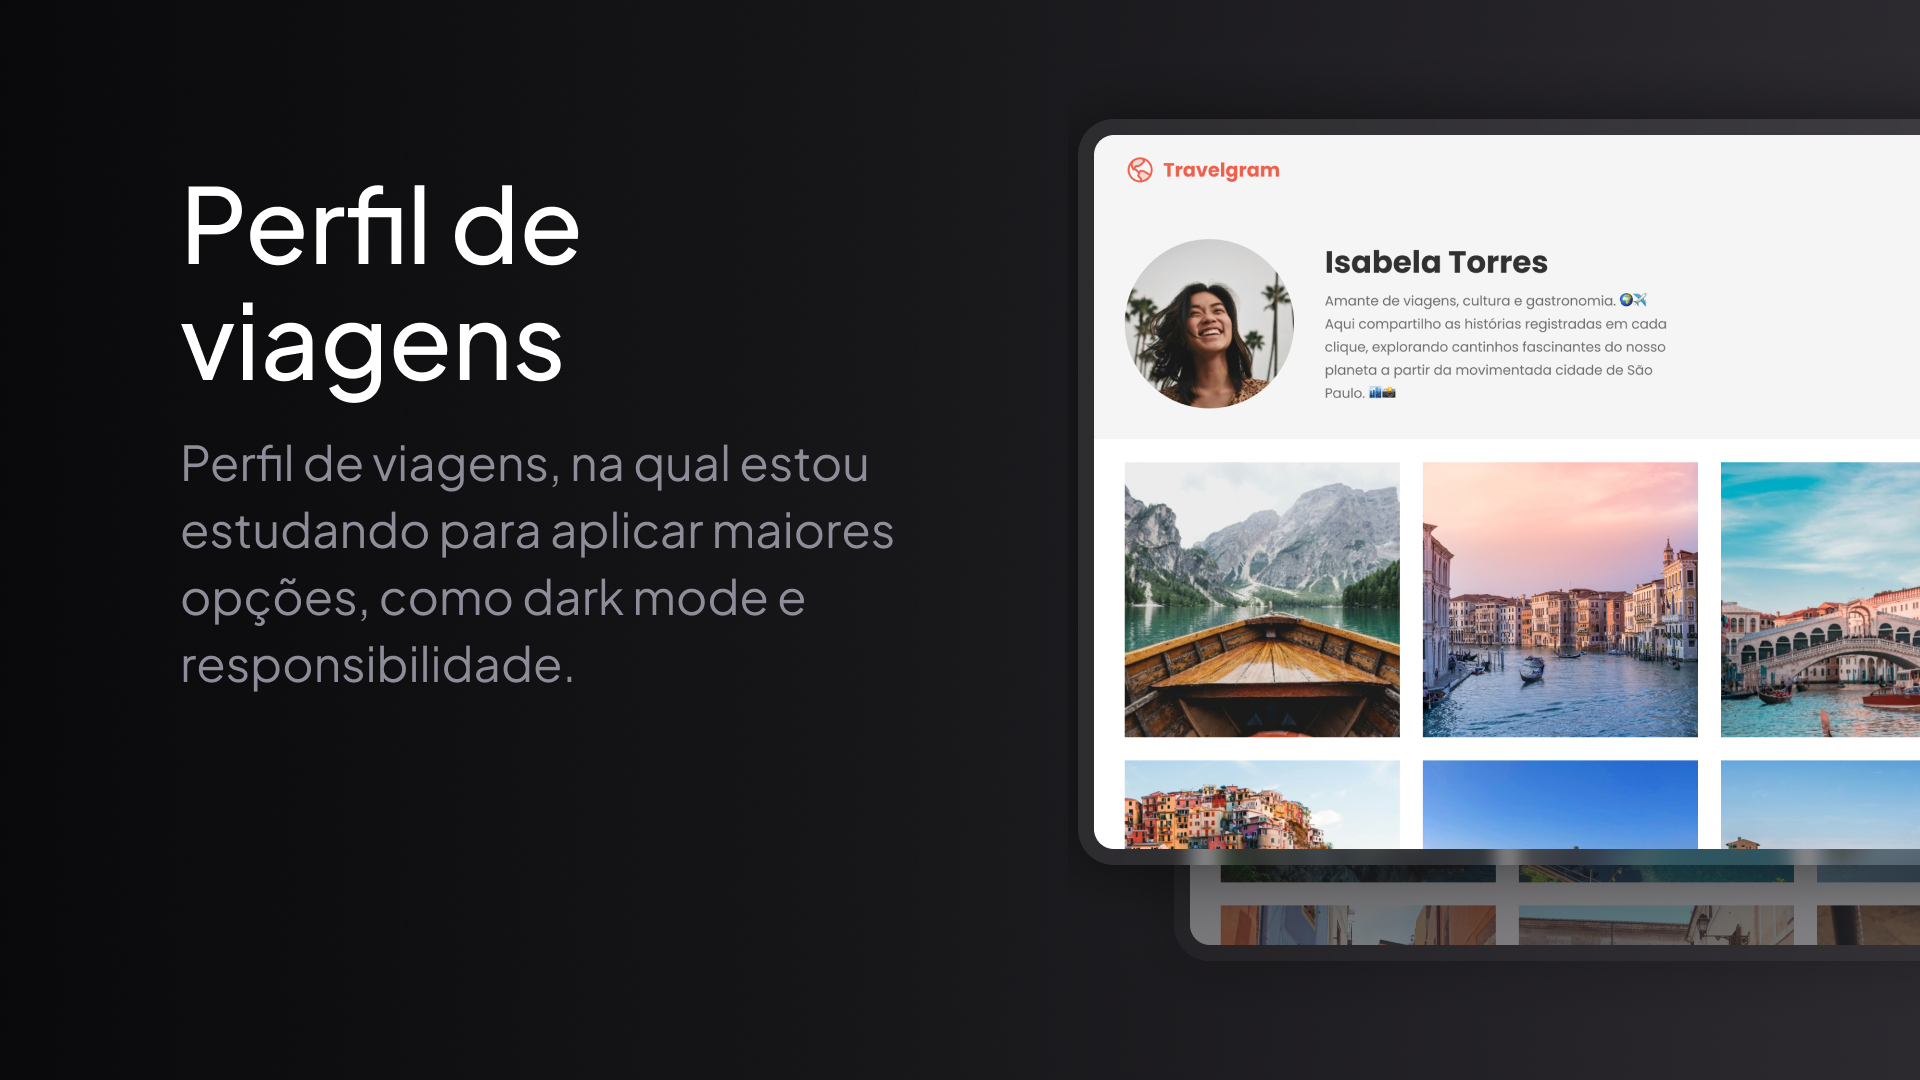 Perfil de
viagens
Perfil de viagens, na qual estou
estudando para aplicar maiores
opções, como dark mode e
responsibilidade.
Travelgram
Isabela Torres
Amante de viagens, cultura e gastronomia. 🌍✈️
Aqui compartilho as histórias registradas em cada
clique, explorando cantinhos fascinantes do nosso
planeta a partir da movimentada cidade de São
Paulo. 🏙️📸